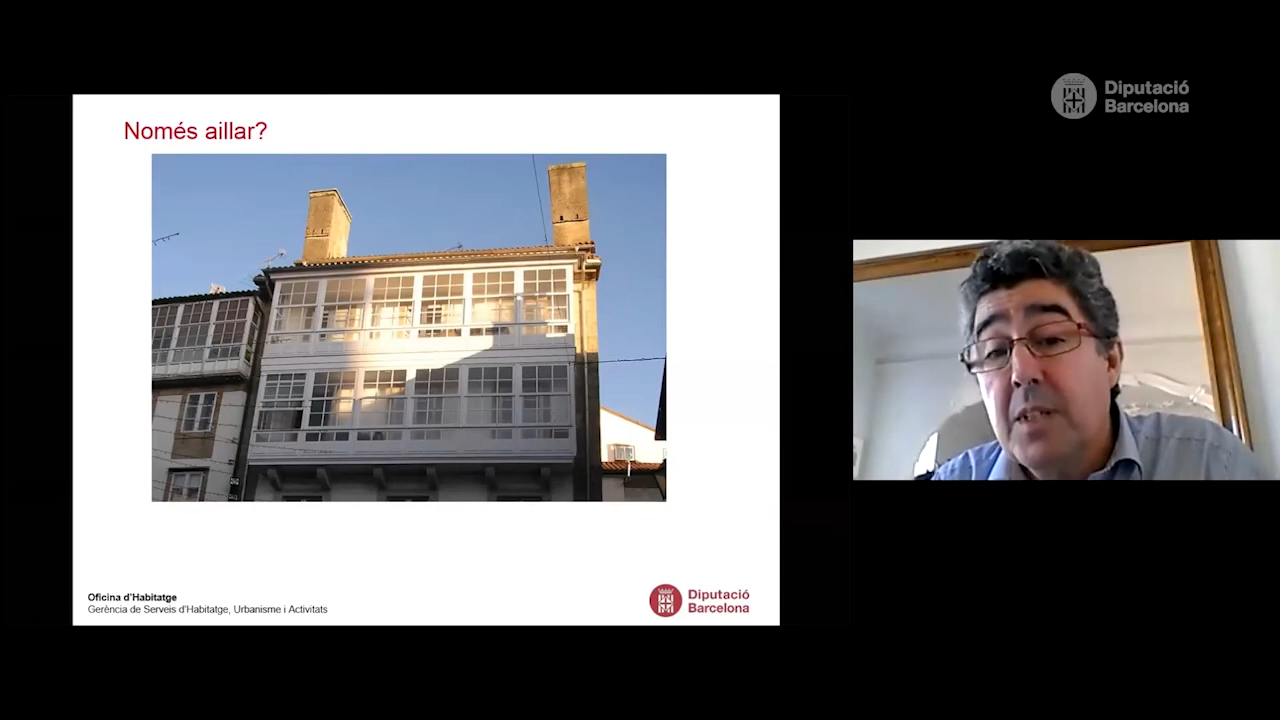 Diputació
Barcelona
Només aillar?
Oficina d'Habitatge
Gerència de Serveis d'Habitatge, Urbanisme i Activitats
Diputació
Barcelona